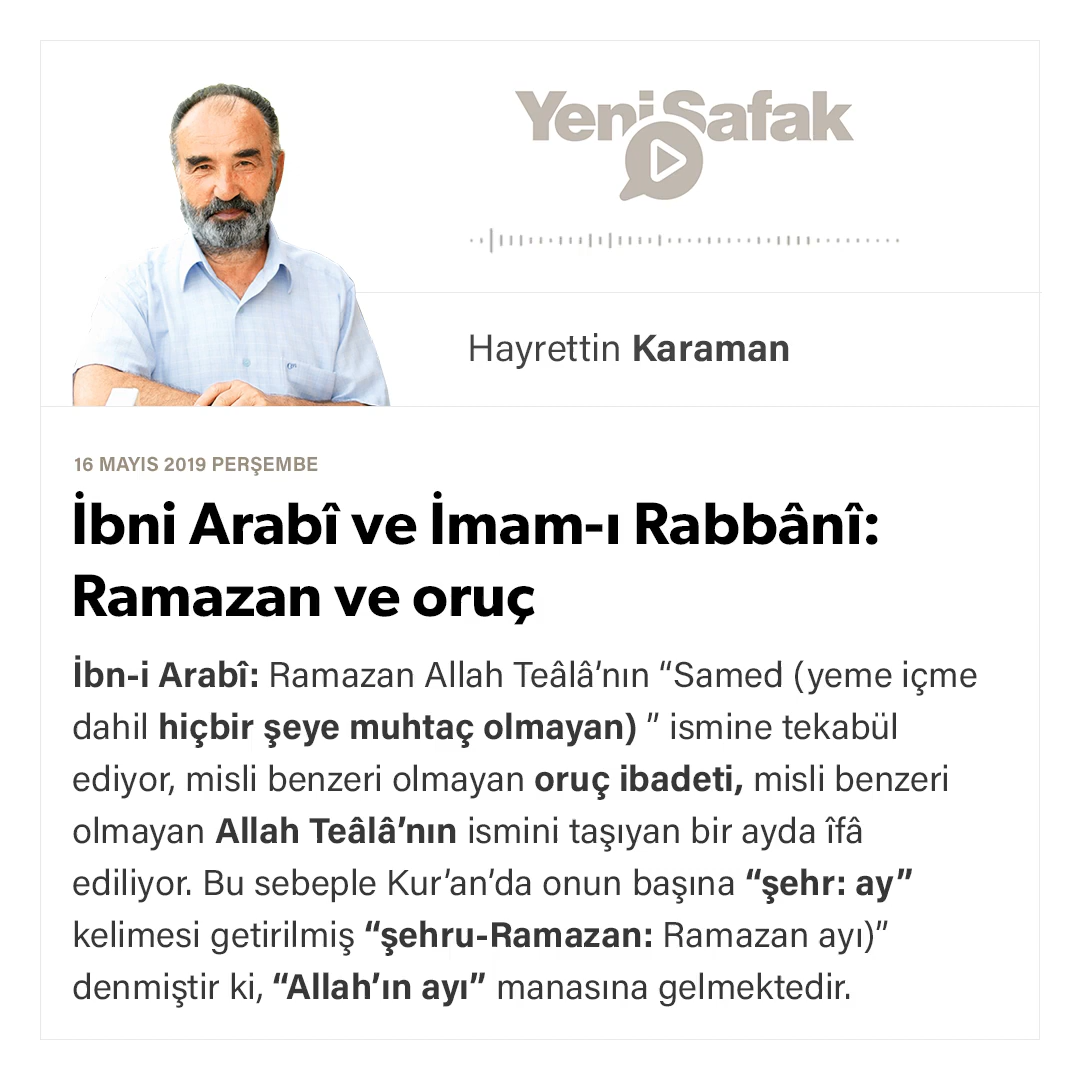 YeniŞafak
Hayrettin Karaman
16 MAYIS 2019 PERŞEMBE
İbni Arabî ve İmam-ı Rabbânî:
Ramazan ve oruç
İbn-i Arabî: Ramazan Allah Teâlâ’nın “Samed (yeme içme
dahil hiçbir şeye muhtaç olmayan) ” ismine tekabül
ediyor, misli benzeri olmayan oruç ibadeti, misli benzeri
olmayan Allah Teâlâ’nın ismini taşıyan bir ayda îfâ
ediliyor. Bu sebeple Kur’an’da onun başına “şehr: ay”
kelimesi getirilmiş “şehru-Ramazan: Ramazan ayı)”
denmiştir ki, “Allah’ın ayı” manasına gelmektedir.